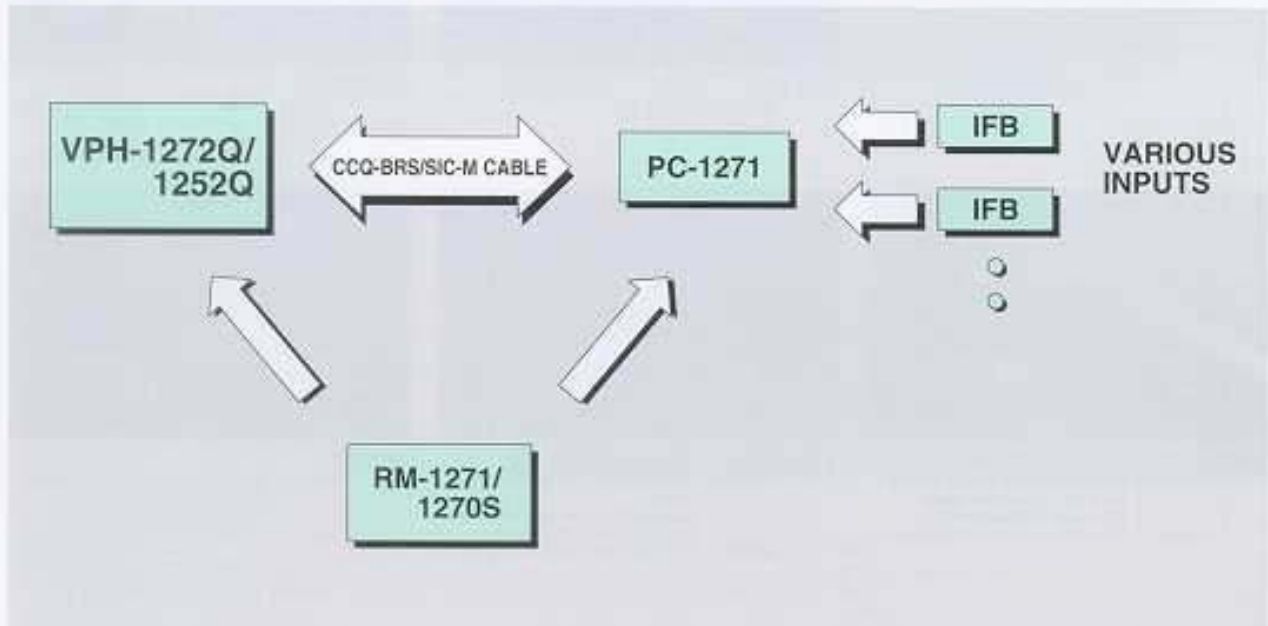 VPH-1272Q/
1252Q
CCQ-BRS/SIC-M CABLE
PC-1271
IFB
IFB
VARIOUS
INPUTS
RM-1271/
1270S